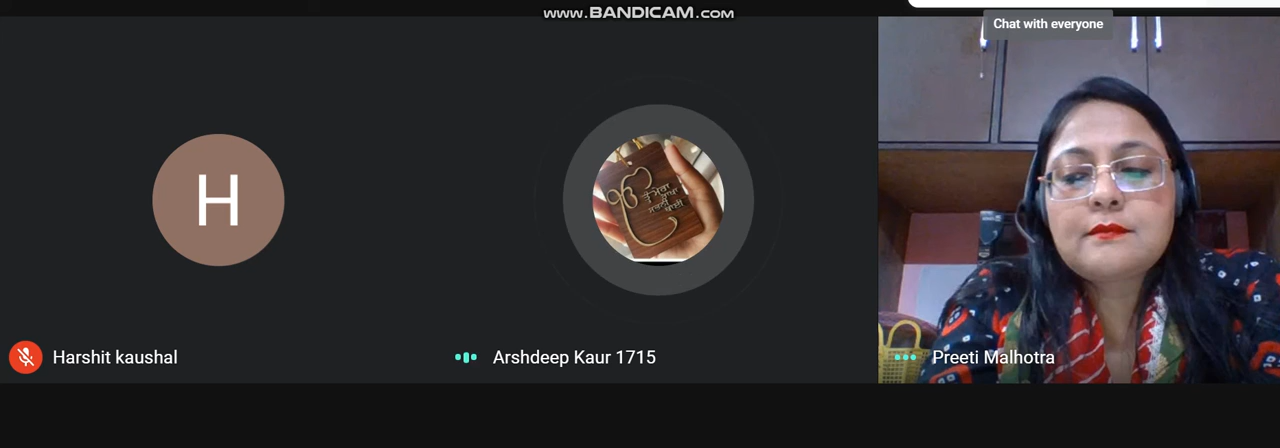 www.BANDICAM.com
Chat with everyone
H
Harshit kaushal
Arshdeep Kaur 1715
Preeti Malhotra